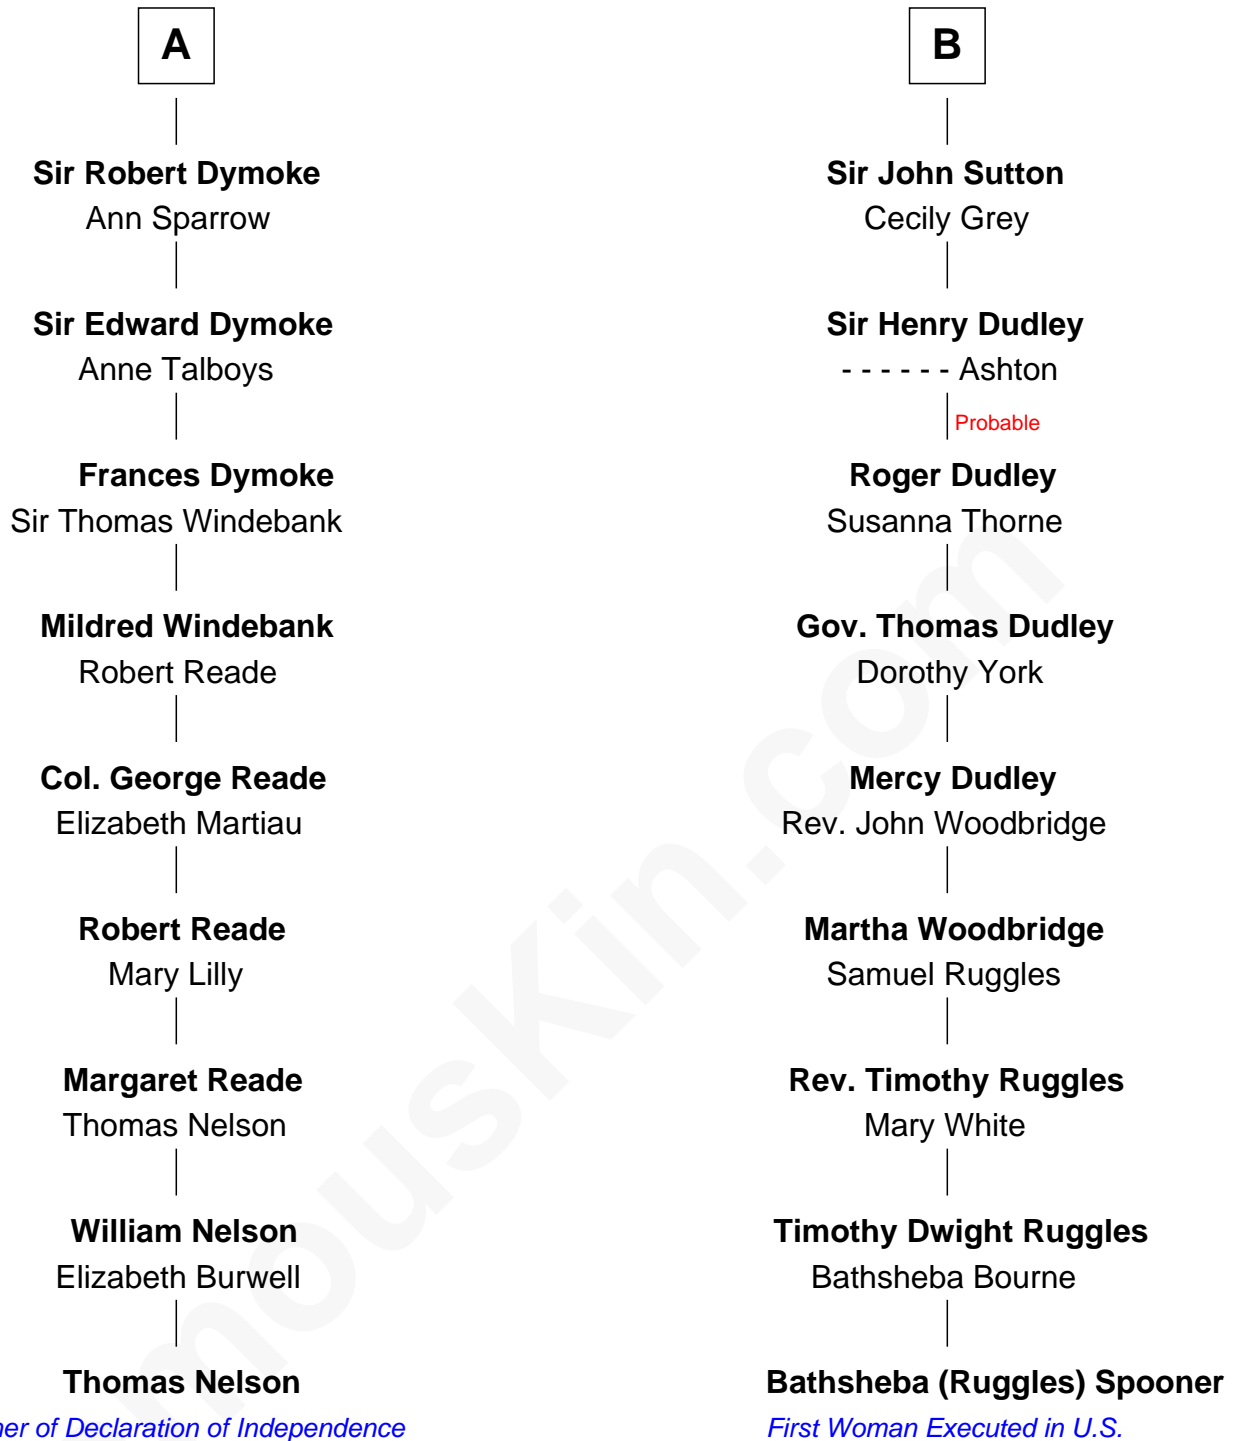 A
Sir Robert Dymoke
Ann Sparrow
Sir Edward Dymoke
Anne Talboys
Frances Dymoke
Sir Thomas Windebank
Mildred Windebank
Robert Reade
Col. George Reade
Elizabeth Martiau
Robert Reade
Mary Lilly
Margaret Reade
Thomas Nelson
William Nelson
Elizabeth Burwell
Thomas Nelson
ner of Declaration of Independence
B
Sir John Sutton
Cecily Grey
Sir Henry Dudley
- - - - - - Ashton
Probable
Roger Dudley
Susanna Thorne
Gov. Thomas Dudley
Dorothy York
Mercy Dudley
Rev. John Woodbridge
Martha Woodbridge
Samuel Ruggles
Rev. Timothy Ruggles
Mary White
Timothy Dwight Ruggles
Bathsheba Bourne
Bathsheba (Ruggles) Spooner
First Woman Executed in U.S.
mousKin.com